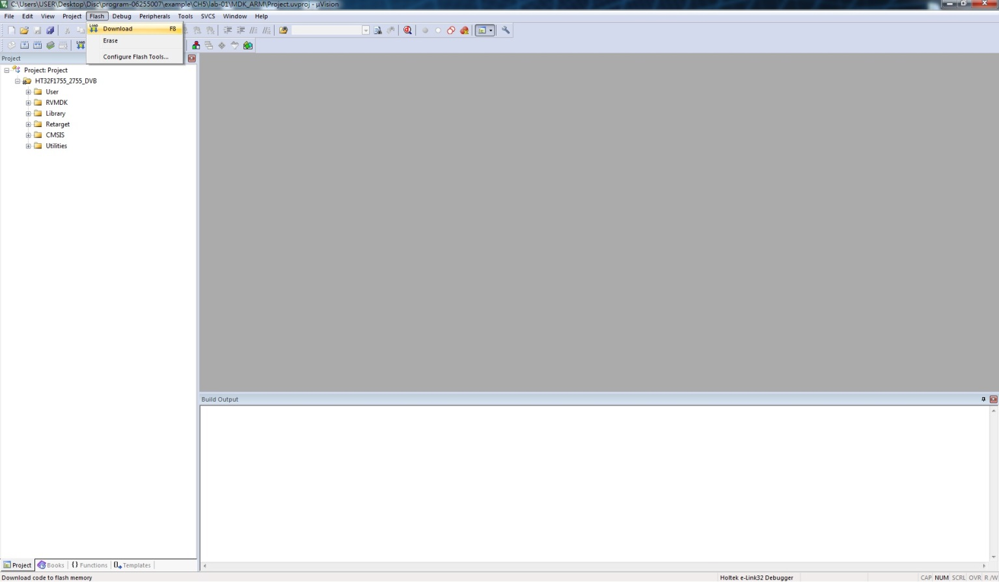 C:\Users\USER\Desktop\Disc\program-06255007\example\CH5\lab-01\MDK_ARM\Project.uvproj - µVision
File Edit View Project Flash Debug Peripherals Tools SVCS Window Help
Download F8
Erase
Configure Flash Tools...
LOAD
Project
Project: Project
HT32F1755_2755_DVB
User
RVMDK
Library
Retarget
CMSIS
Utilities
Build Output
Project Books Functions Templates
Download code to flash memory Holtek e-Link32 Debugger CAP NUM SCRL OVR R/W